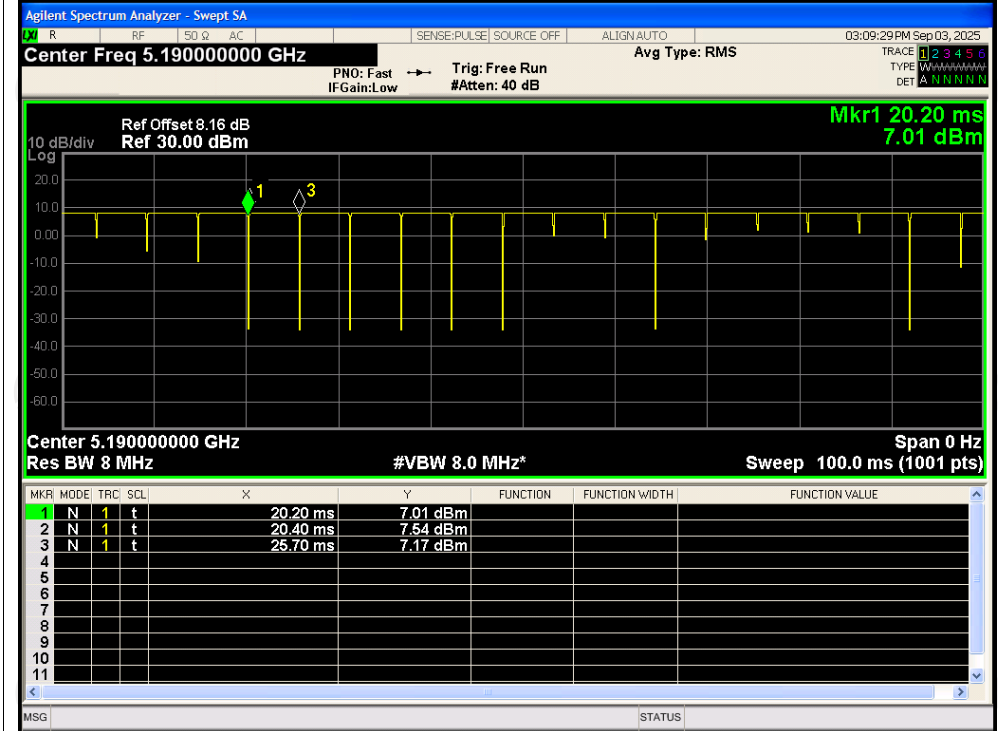 Agilent Spectrum Analyzer - Swept SA
LXI R RF 50 Ω AC SENSE:PULSE SOURCE OFF ALIGN AUTO 03:09:29 PM Sep 03, 2025
Center Freq 5.190000000 GHz Avg Type: RMS TRACE 1 2 3 4 5 6
PNO: Fast Trig: Free Run TYPE W
IFGain:Low #Atten: 40 dB DET A N N N N N
Mkr1 20.20 ms
Ref Offset 8.16 dB
10 dB/div Ref 30.00 dBm 7.01 dBm
Log
20.0
1 3
10.0
0.00
-10.0
-20.0
-30.0
-40.0
-50.0
-60.0
Center 5.190000000 GHz Span 0 Hz
Res BW 8 MHz #VBW 8.0 MHz* Sweep 100.0 ms (1001 pts)
MKR MODE TRC SCL X Y FUNCTION FUNCTION WIDTH FUNCTION VALUE
1 N 1 t 20.20 ms 7.01 dBm
2 N 1 t 20.40 ms 7.54 dBm
3 N 1 t 25.70 ms 7.17 dBm
4
5
6
7
8
9
10
11
MSG STATUS